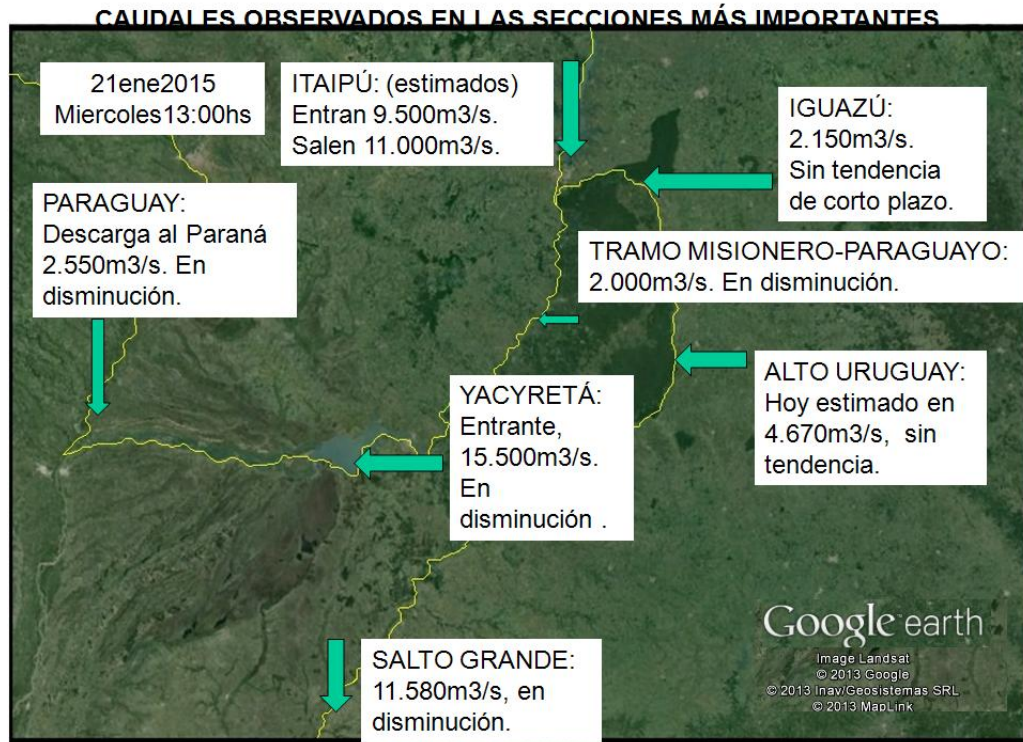 CAUDALES OBSERVADOS EN LAS SECCIONES MÁS IMPORTANTES
21ene2015
Miercoles13:00hs
ITAIPÚ: (estimados)
Entran 9.500m3/s.
Salen 11.000m3/s.
IGUAZÚ:
2.150m3/s.
Sin tendencia
de corto plazo.
PARAGUAY:
Descarga al Paraná
2.550m3/s. En
disminución.
TRAMO MISIONERO-PARAGUAYO:
2.000m3/s. En disminución.
YACYRETÁ:
Entrante,
15.500m3/s.
En
disminución .
ALTO URUGUAY:
Hoy estimado en
4.670m3/s, sin
tendencia.
SALTO GRANDE:
11.580m3/s, en
disminución.
Google earth
Image Landsat
© 2013 Google
© 2013 Inav/Geosistemas SRL
© 2013 MapLink